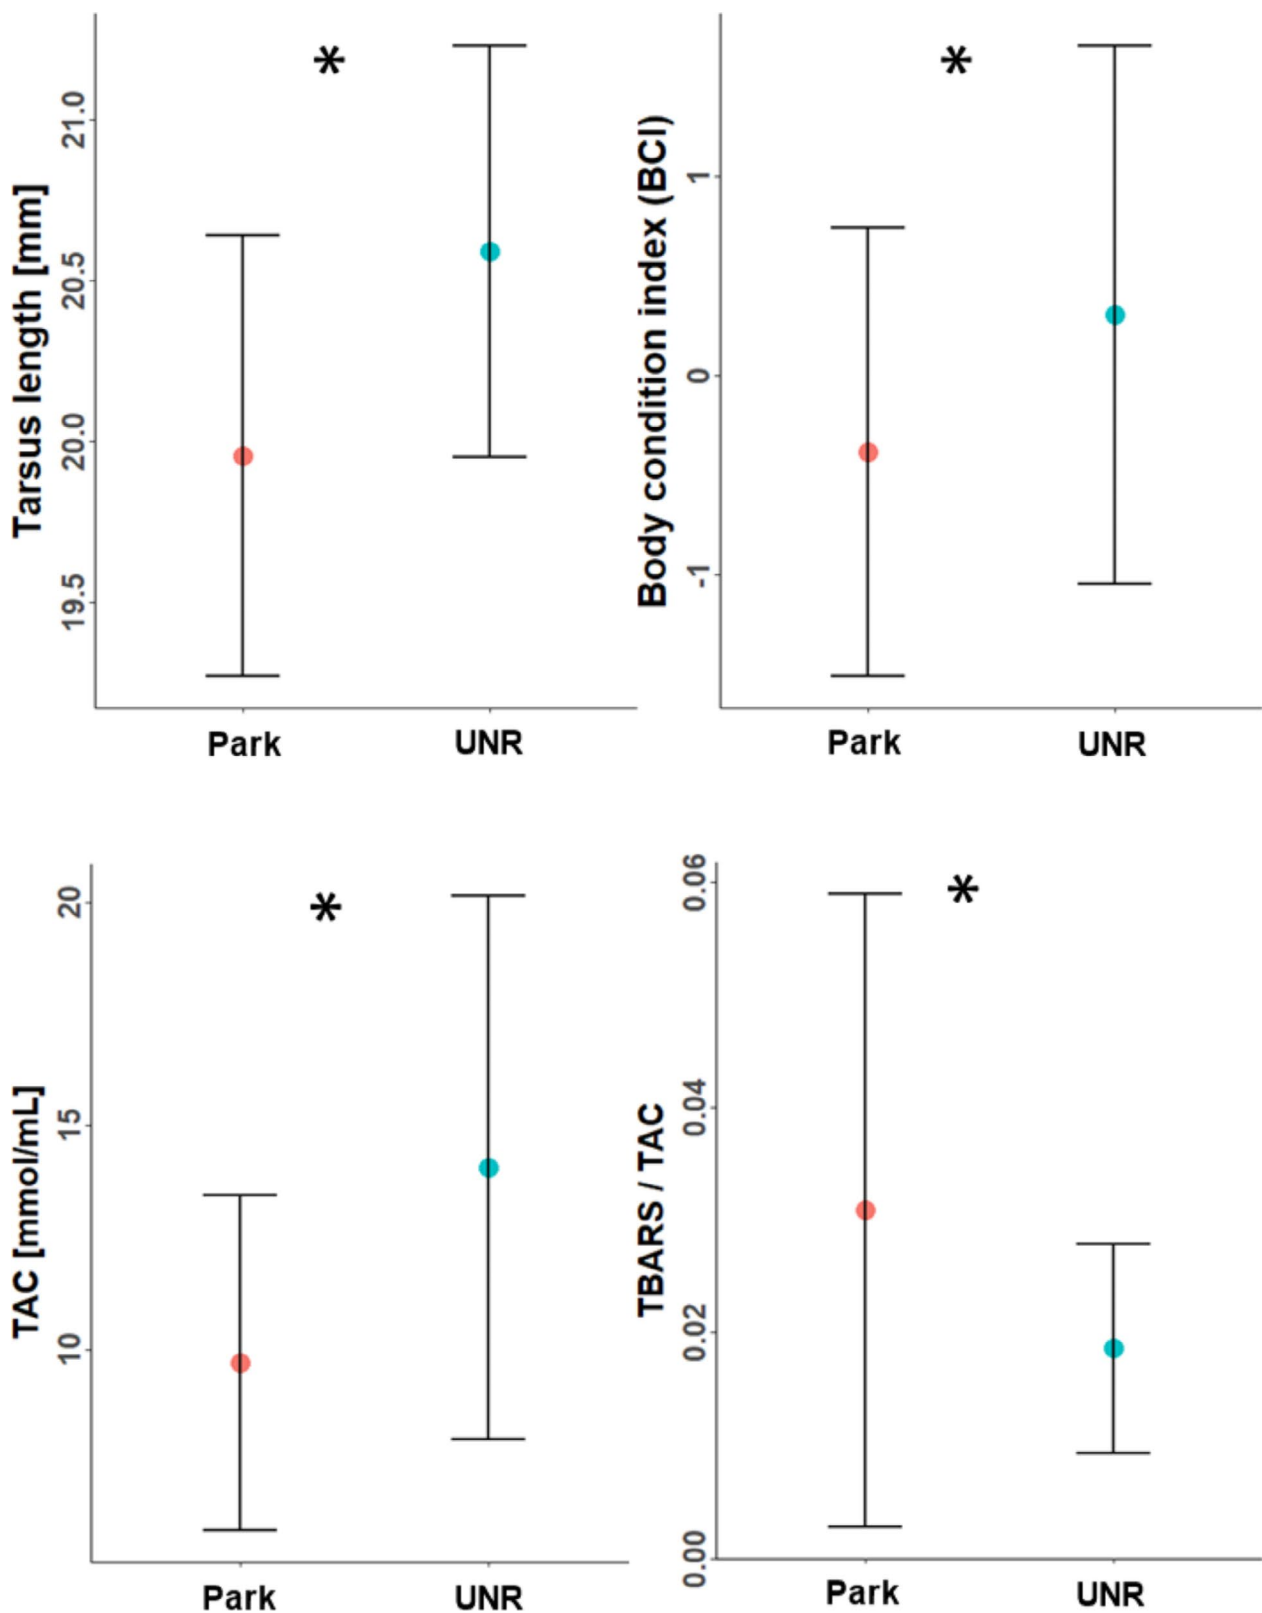 *
Tarsus length [mm]
21.0
20.5
20.0
19.5
Park UNR
*
Body condition index (BCI)
1
0
-1
Park UNR
*
TAC [mmol/mL]
20
15
10
Park UNR
*
TBARS / TAC
0.06
0.04
0.02
0.00
Park UNR